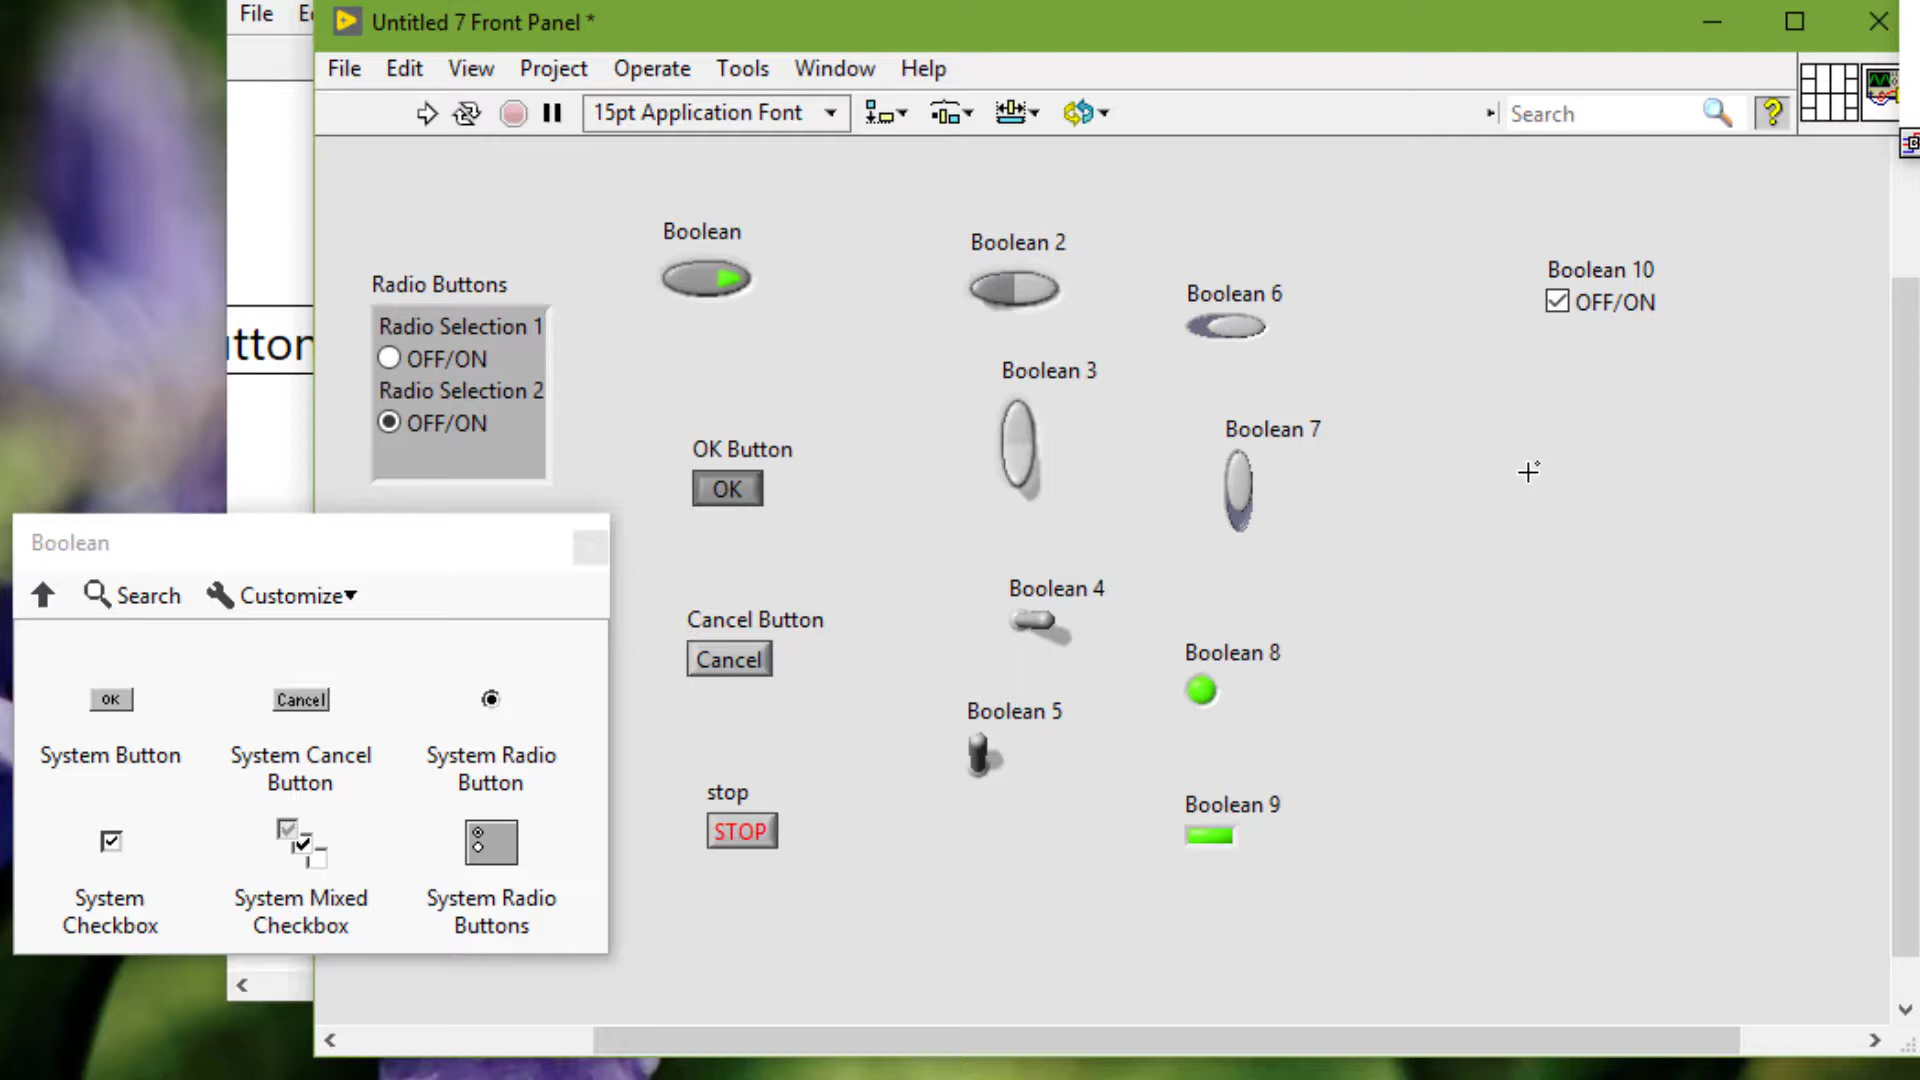 File
Untitled 7 Front Panel *
File Edit View Project Operate Tools Window Help
15pt Application Font
Search
Boolean
Boolean 2
Boolean 10
OFF/ON
Radio Buttons
Radio Selection 1
OFF/ON
Radio Selection 2
OFF/ON
Boolean 6
Boolean 3
Boolean 7
OK Button
OK
Boolean 4
Cancel Button
Cancel
Boolean 8
Boolean 5
stop
STOP
Boolean 9
Boolean
Search Customize
OK
System Button
Cancel
System Cancel
Button
System Radio
Button
System
Checkbox
System Mixed
Checkbox
System Radio
Buttons